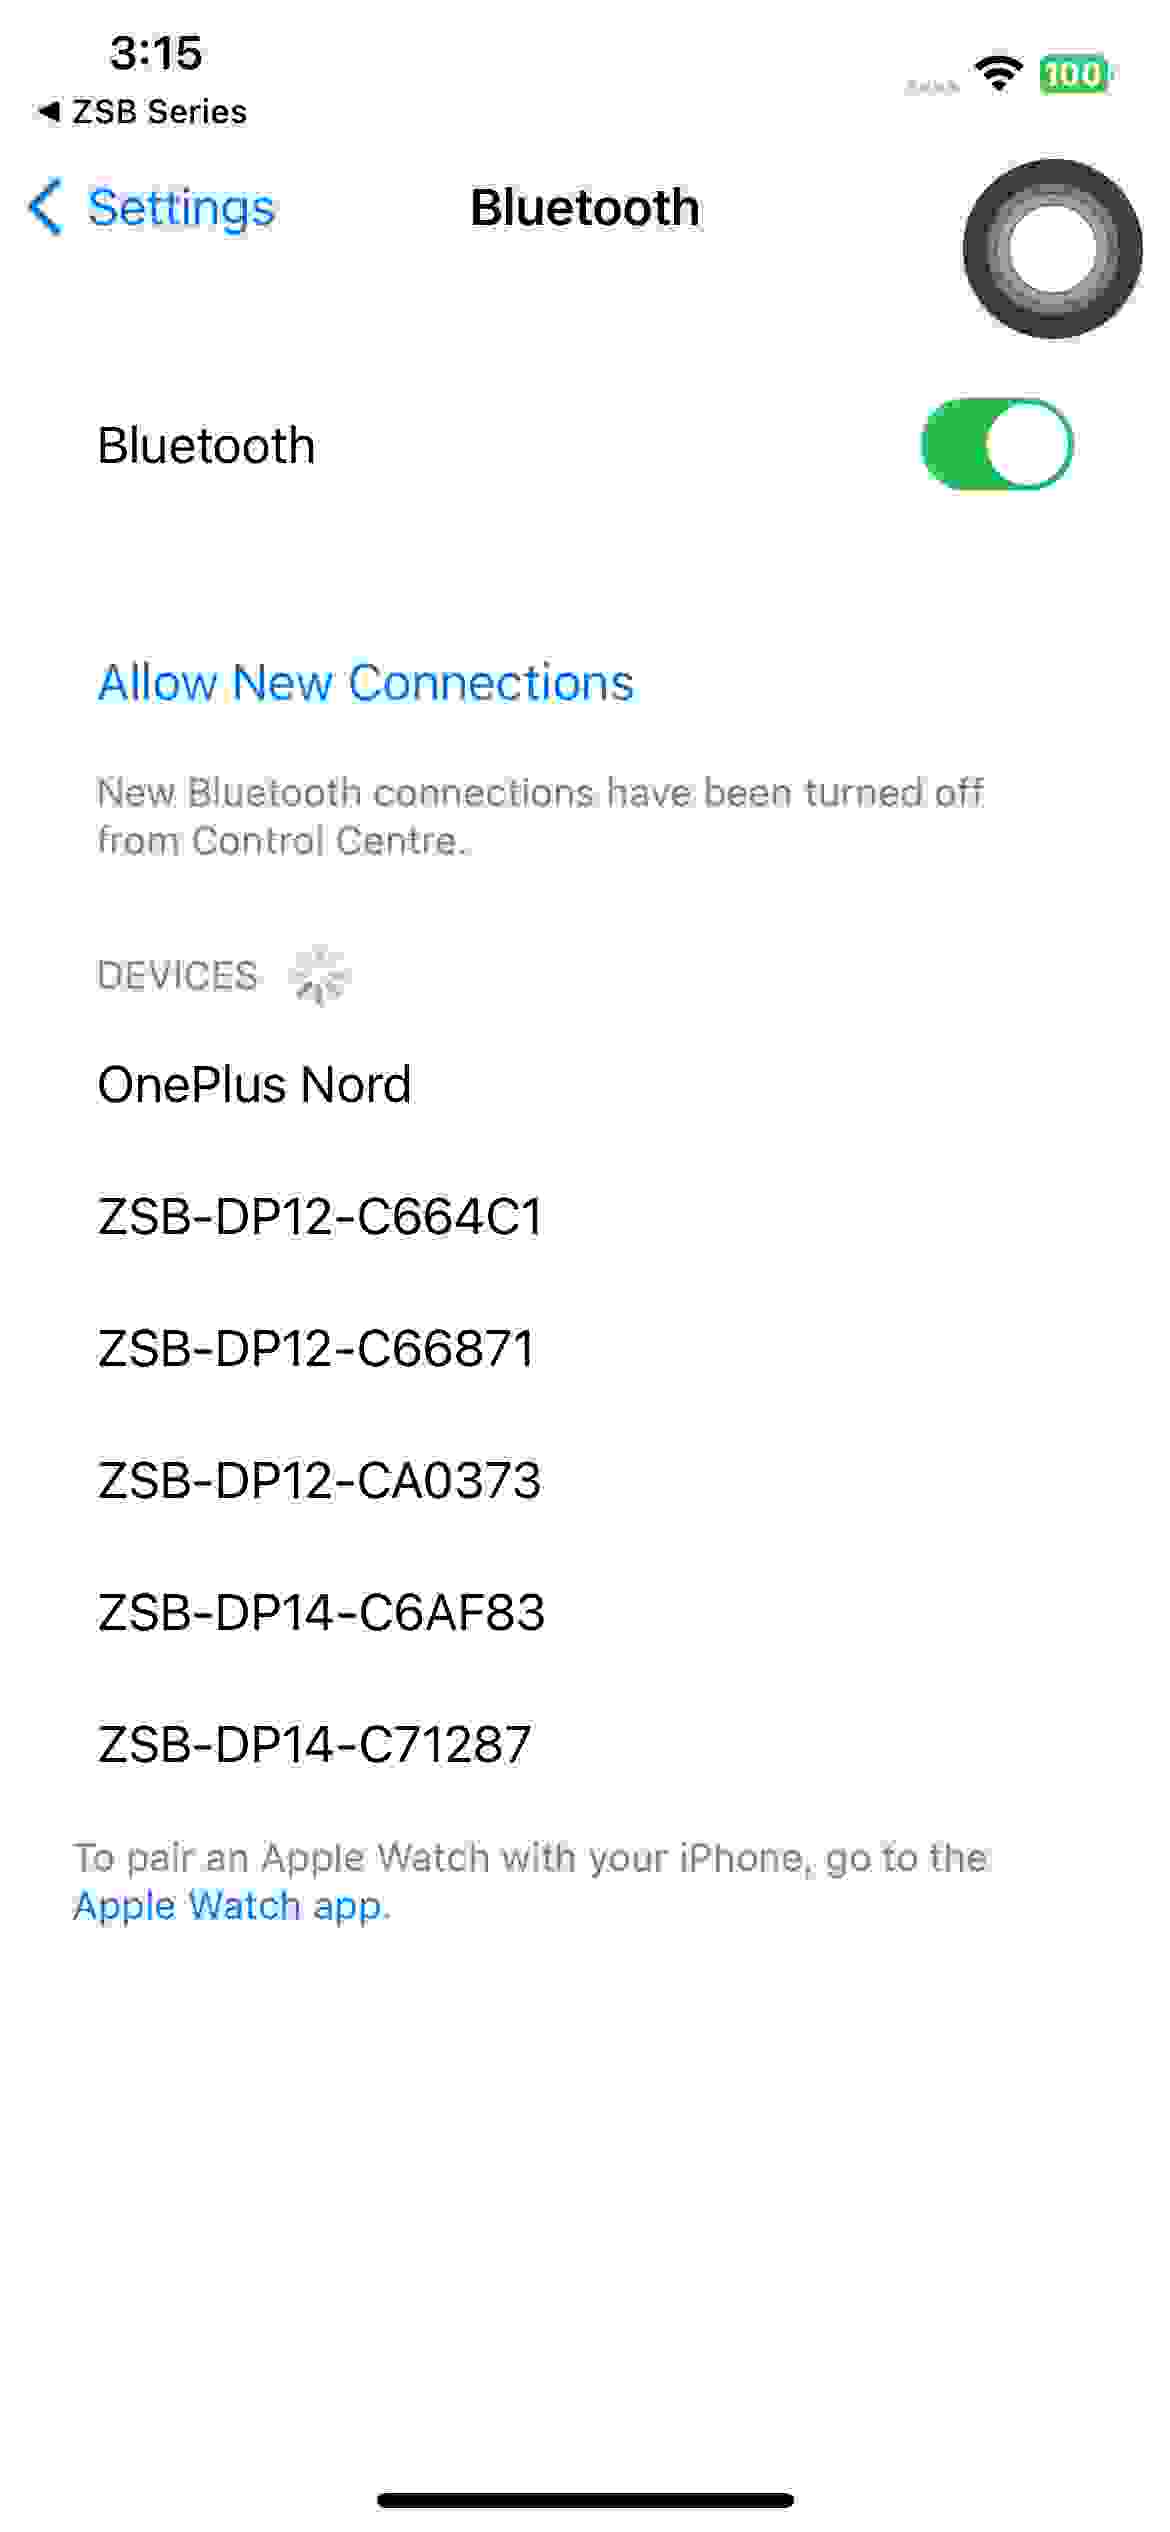 3:15
100
◀ ZSB Series
Settings
Bluetooth
Bluetooth
Allow New Connections
New Bluetooth connections have been turned off
from Control Centre.
DEVICES
OnePlus Nord
ZSB-DP12-C664C1
ZSB-DP12-C66871
ZSB-DP12-CA0373
ZSB-DP14-C6AF83
ZSB-DP14-C71287
To pair an Apple Watch with your iPhone, go to the
Apple Watch app.